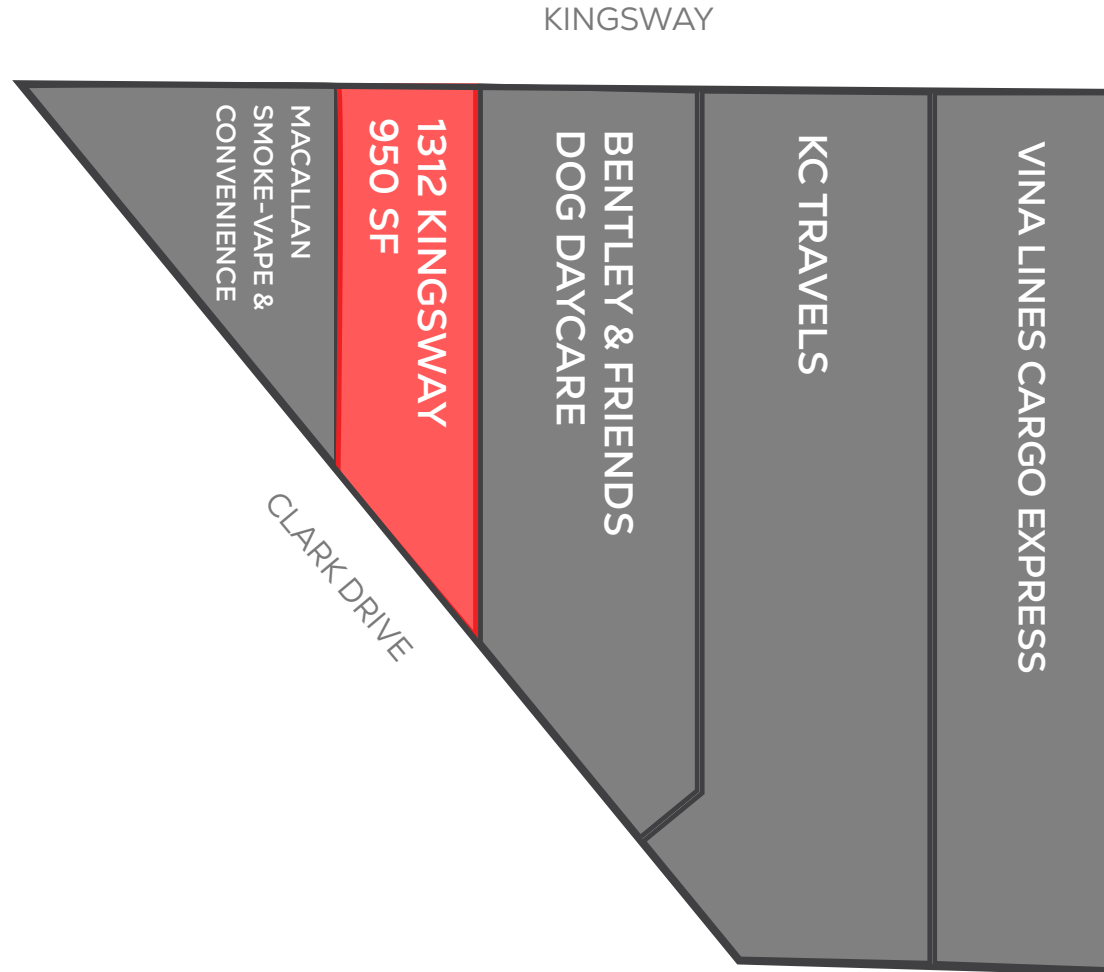 KINGSWAY
MACALLAN
SMOKE-VAPE &
CONVENIENCE
1312 KINGSWAY
950 SF
BENTLEY & FRIENDS
DOG DAYCARE
KC TRAVELS
VINA LINES CARGO EXPRESS
CLARK DRIVE